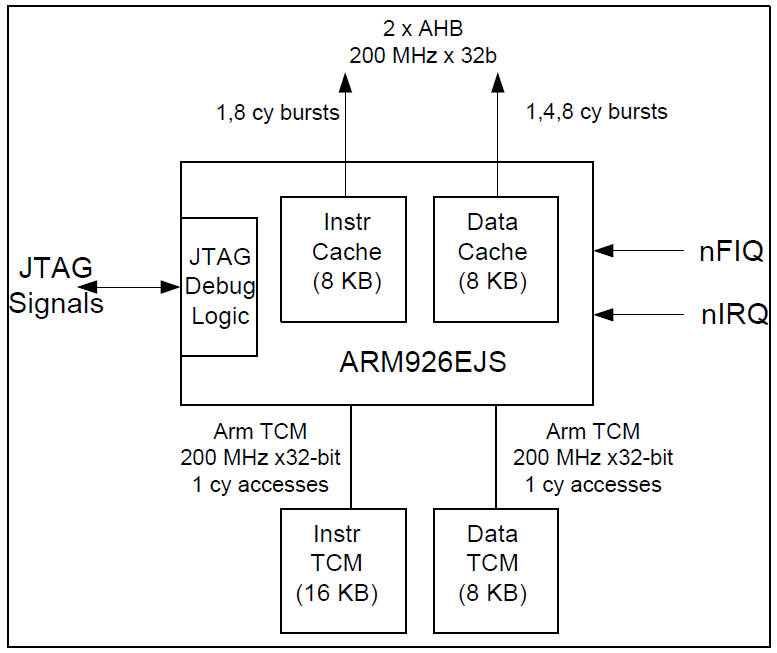 2 x AHB
200 MHz x 32b
1,8 cy bursts
1,4,8 cy bursts
Instr
Cache
(8 KB)
Data
Cache
(8 KB)
JTAG
Debug
Logic
JTAG
Signals
nFIQ
nIRQ
ARM926EJS
Arm TCM
200 MHz x32-bit
1 cy accesses
Arm TCM
200 MHz x32-bit
1 cy accesses
Instr
TCM
(16 KB)
Data
TCM
(8 KB)